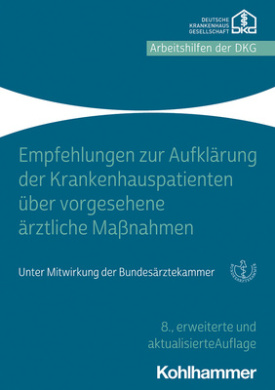 DEUTSCHE
KRANKENHAUS
GESELLSCHAFT
DKG
Arbeitshilfen der DKG
Empfehlungen zur Aufklärung
der Krankenhauspatienten
über vorgesehene
ärztliche Maßnahmen
Unter Mitwirkung der Bundesärztekammer
8., erweiterte und
aktualisierteAuflage
Kohlhammer